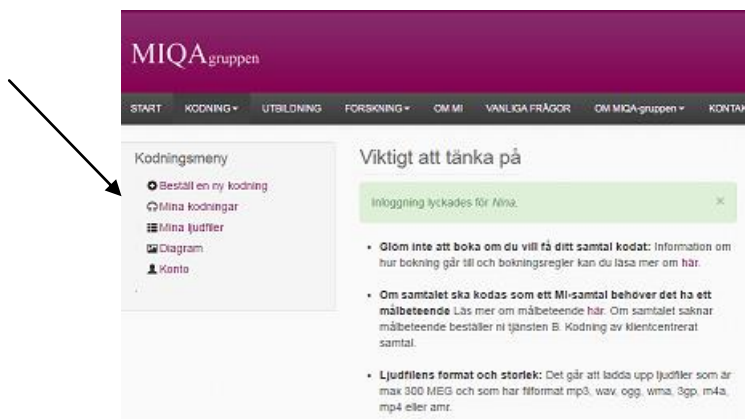 MIQAgruppen
START KODNING UTBILDNING FORSKNING OM MI VANLIGA FRÅGOR OM MIQA-gruppen KONTAK
Kodningsmeny
Beställ en ny kodning
Mina kodningar
Mina ljudfiler
Diagram
Konto
Viktigt att tänka på
Inloggning lyckades för Nina. ×
• Glöm inte att boka om du vill få ditt samtal kodat: Information om
hur bokning går till och bokningsregler kan du läsa mer om här.
• Om samtalet ska kodas som ett MI-samtal behöver det ha ett
målbeteende Läs mer om målbeteende här. Om samtalet saknar
målbeteende beställer ni tjänsten B. Kodning av klientcentrerat
samtal.
• Ljudfilens format och storlek: Det går att ladda upp ljudfiler som är
max 300 MEG och som har filformat mp3, wav, ogg, wma, 3gp, m4a,
mp4 eller amr.